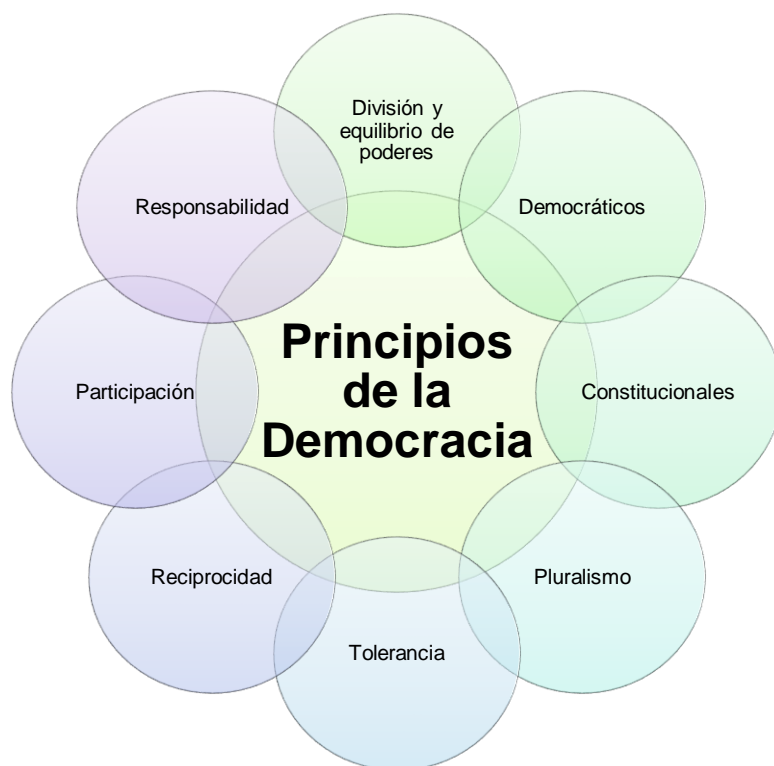 Principios
de la
Democracia
División y
equilibrio de
poderes
Democráticos
Constitucionales
Pluralismo
Tolerancia
Reciprocidad
Participación
Responsabilidad